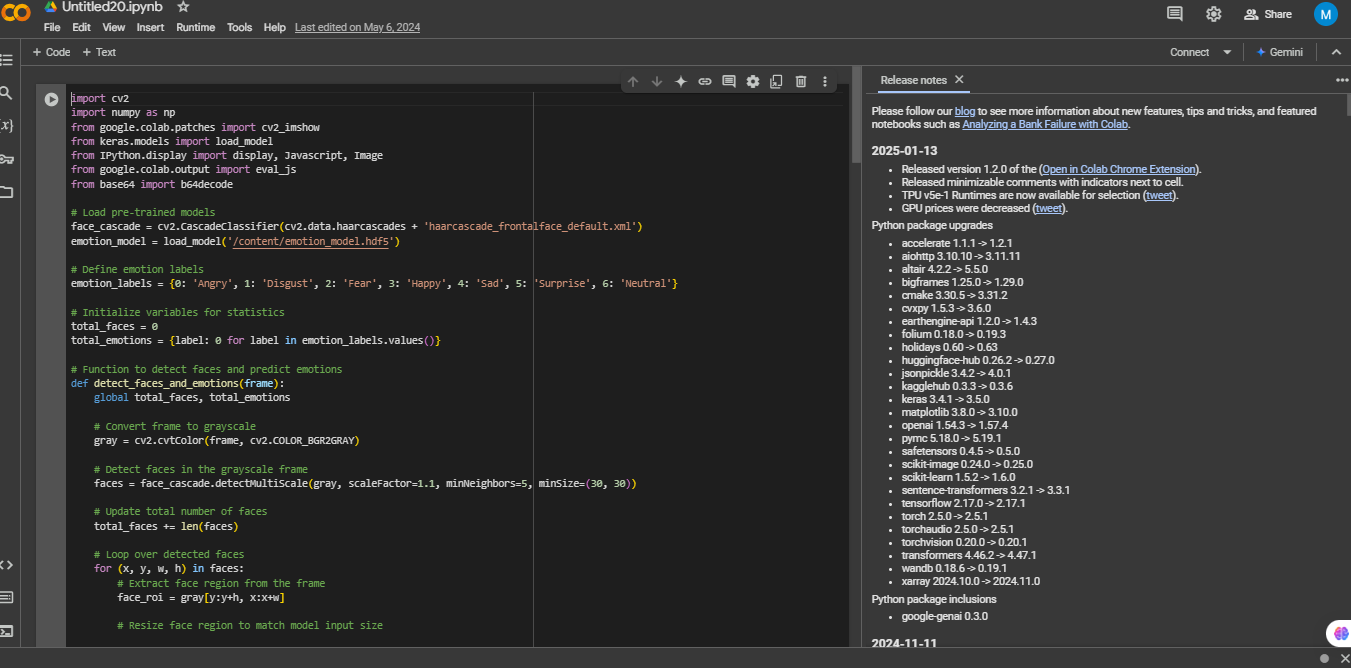 Untitled20.ipynb
File Edit View Insert Runtime Tools Help Last edited on May 6, 2024
Share
M
+ Code + Text
Connect
Gemini
import cv2
import numpy as np
from google.colab.patches import cv2_imshow
from keras.models import load_model
from IPython.display import display, Javascript, Image
from google.colab.output import eval_js
from base64 import b64decode
# Load pre-trained models
face_cascade = cv2.CascadeClassifier(cv2.data.haarcascades + 'haarcascade_frontalface_default.xml')
emotion_model = load_model('/content/emotion_model.hdf5')
# Define emotion labels
emotion_labels = {0: 'Angry', 1: 'Disgust', 2: 'Fear', 3: 'Happy', 4: 'Sad', 5: 'Surprise', 6: 'Neutral'}
# Initialize variables for statistics
total_faces = 0
total_emotions = {label: 0 for label in emotion_labels.values()}
# Function to detect faces and predict emotions
def detect_faces_and_emotions(frame):
global total_faces, total_emotions
# Convert frame to grayscale
gray = cv2.cvtColor(frame, cv2.COLOR_BGR2GRAY)
# Detect faces in the grayscale frame
faces = face_cascade.detectMultiScale(gray, scaleFactor=1.1, minNeighbors=5, minSize=(30, 30))
# Update total number of faces
total_faces += len(faces)
# Loop over detected faces
for (x, y, w, h) in faces:
# Extract face region from the frame
face_roi = gray[y:y+h, x:x+w]
# Resize face region to match model input size
Release notes
Please follow our blog to see more information about new features, tips and tricks, and featured
notebooks such as Analyzing a Bank Failure with Colab.
2025-01-13
Released version 1.2.0 of the (Open in Colab Chrome Extension).
Released minimizable comments with indicators next to cell.
TPU v5e-1 Runtimes are now available for selection (tweet).
GPU prices were decreased (tweet).
Python package upgrades
accelerate 1.1.1 -> 1.2.1
aiohttp 3.10.10 -> 3.11.11
altair 4.2.2 -> 5.5.0
bigframes 1.25.0 -> 1.29.0
cmake 3.30.5 -> 3.31.2
cvxpy 1.5.3 -> 3.6.0
earthengine-api 1.2.0 -> 1.4.3
folium 0.18.0 -> 0.19.3
holidays 0.60 -> 0.63
huggingface-hub 0.26.2 -> 0.27.0
jsonpickle 3.4.2 -> 4.0.1
kagglehub 0.3.3 -> 0.3.6
keras 3.4.1 -> 3.5.0
matplotlib 3.8.0 -> 3.10.0
openai 1.54.3 -> 1.57.4
pymc 5.18.0 -> 5.19.1
safetensors 0.4.5 -> 0.5.0
scikit-image 0.24.0 -> 0.25.0
scikit-learn 1.5.2 -> 1.6.0
sentence-transformers 3.2.1 -> 3.3.1
tensorflow 2.17.0 -> 2.17.1
torch 2.5.0 -> 2.5.1
torchaudio 2.5.0 -> 2.5.1
torchvision 0.20.0 -> 0.20.1
transformers 4.46.2 -> 4.47.1
wandb 0.18.6 -> 0.19.1
xarray 2024.10.0 -> 2024.11.0
Python package inclusions
google-genai 0.3.0
2024-11-11